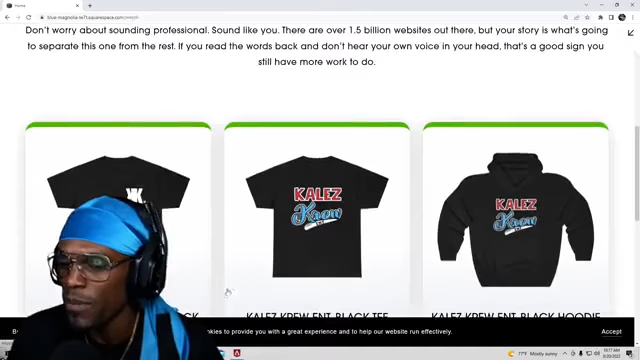 Home
blue-magnolia-te7f.squarespace.com
Don't worry about sounding professional. Sound like you. There are over 1.5 billion websites out there, but your story is what's going
to separate this one from the rest. If you read the words back and don't hear your own voice in your head, that's a good sign you
still have more work to do.
KALEZ
Krew
KALEZ
Krew
KALEZ KREW ENT. BLACK TEE
KALEZ KREW ENT. BLACK HOODIE
cookies to provide you with a great experience and to help our website run effectively.
Accept
77°F Mostly sunny
10:17 AM